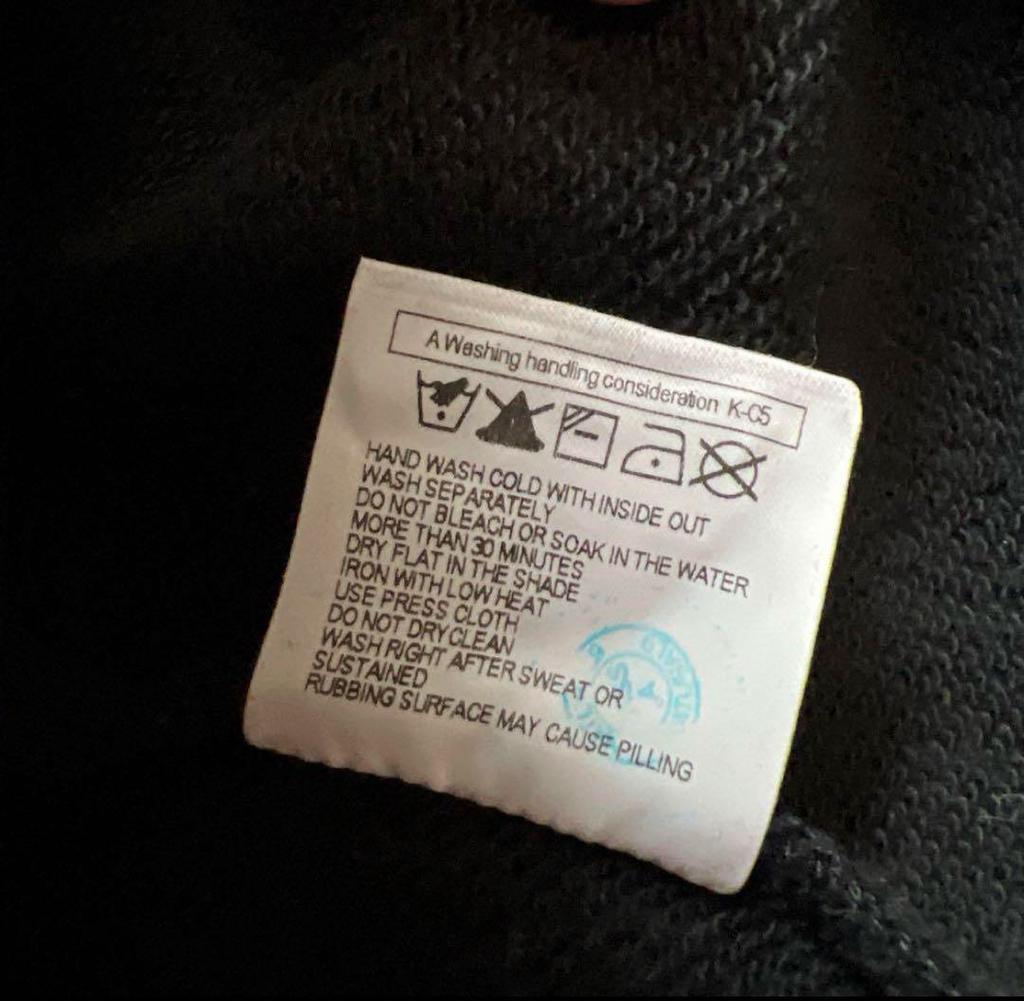 A Washing handling consideration K-C5
HAND WASH COLD WITH INSIDE OUT
WASH SEPARATELY
DO NOT BLEACH OR SOAK IN THE WATER
MORE THAN 30 MINUTES
DRY FLAT IN THE SHADE
IRON WITH LOW HEAT
USE PRESS CLOTH
DO NOT DRYCLEAN
WASH RIGHT AFTER SWEAT OR
SUSTAINED
RUBBING SURFACE MAY CAUSE PILLING